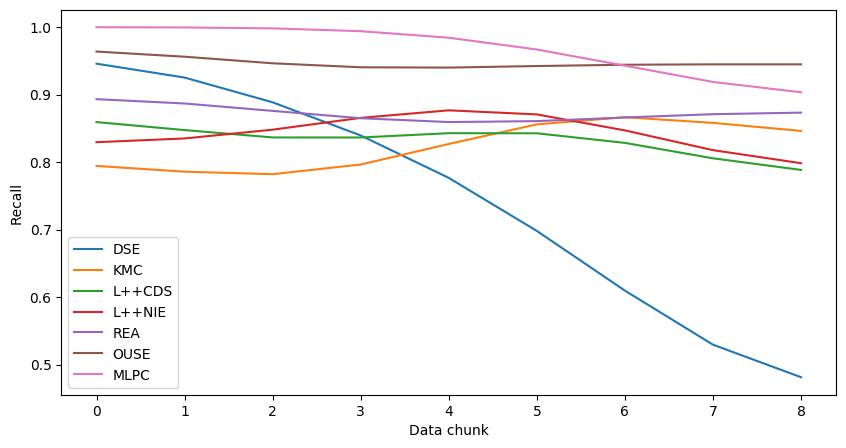 1.0
0.9
0.8
0.7
0.6
0.5
Recall
DSE
KMC
L++CDS
L++NIE
REA
OUSE
MLPC
0 1 2 3 4 5 6 7 8
Data chunk